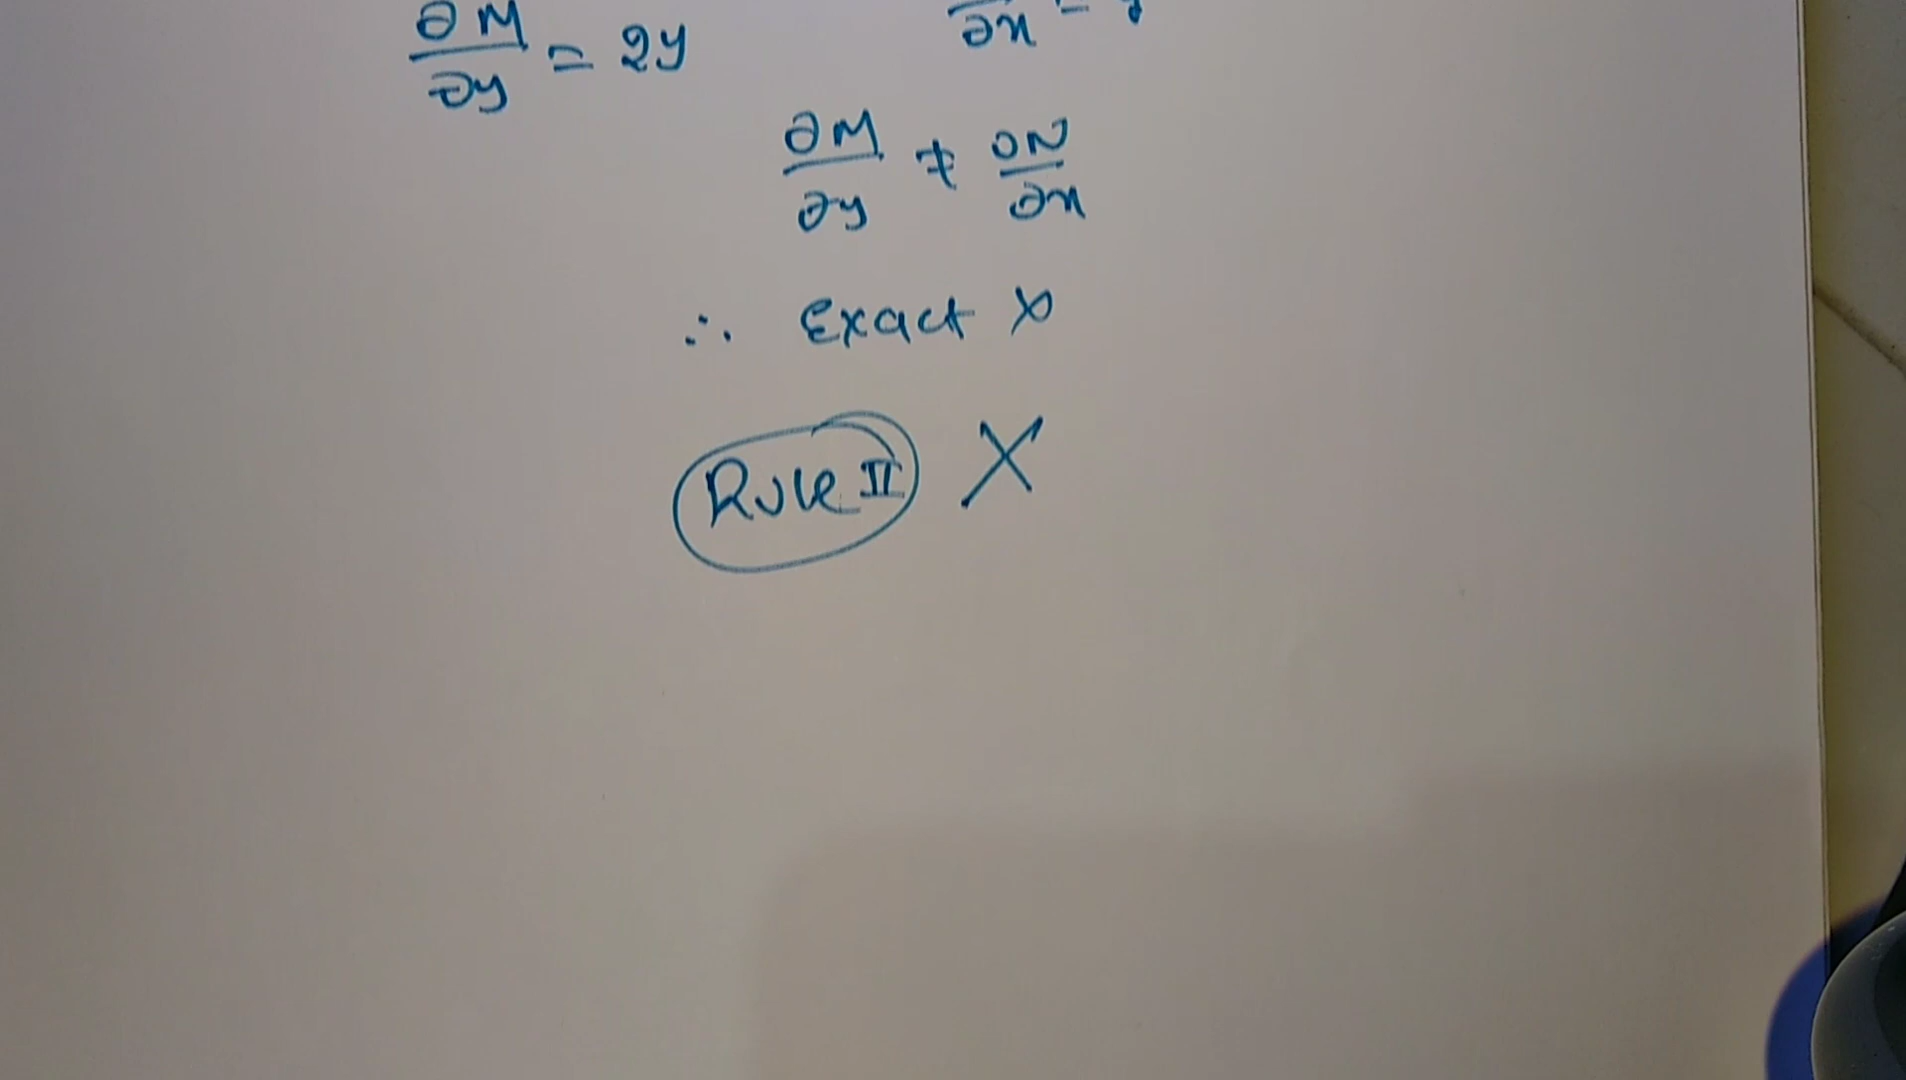 ∂M/∂y = 2y
∂x =
∂M/∂y ≠ ∂N/∂x
∴ Exact X
Rule II X